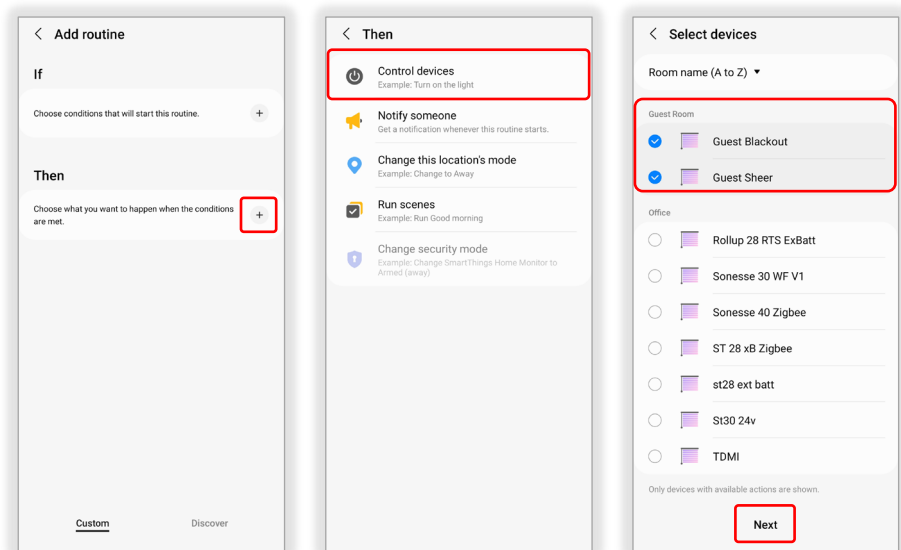 Add routine
If
Choose conditions that will start this routine.
Then
Choose what you want to happen when the conditions
are met.
Custom
Discover
Then
Control devices
Example: Turn on the light
Notify someone
Get a notification whenever this routine starts.
Change this location's mode
Example: Change to Away
Run scenes
Example: Run Good morning
Change security mode
Example: Change SmartThings Home Monitor to
Armed (away)
Select devices
Room name (A to Z)
Guest Room
Guest Blackout
Guest Sheer
Office
Rollup 28 RTS ExBatt
Sonesse 30 WF V1
Sonesse 40 Zigbee
ST 28 xB Zigbee
st28 ext batt
St30 24v
TDMI
Only devices with available actions are shown.
Next